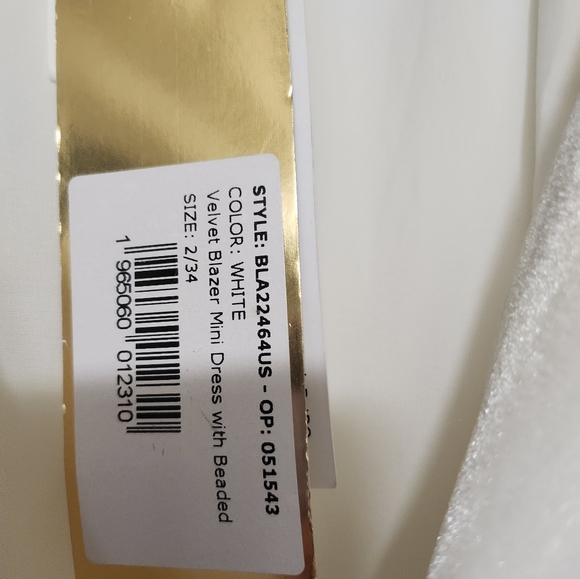 STYLE: BLA22464US - OP: 051543
COLOR: WHITE
Velvet Blazer Mini Dress with Beaded
SIZE: 2/34
1 965060 012310